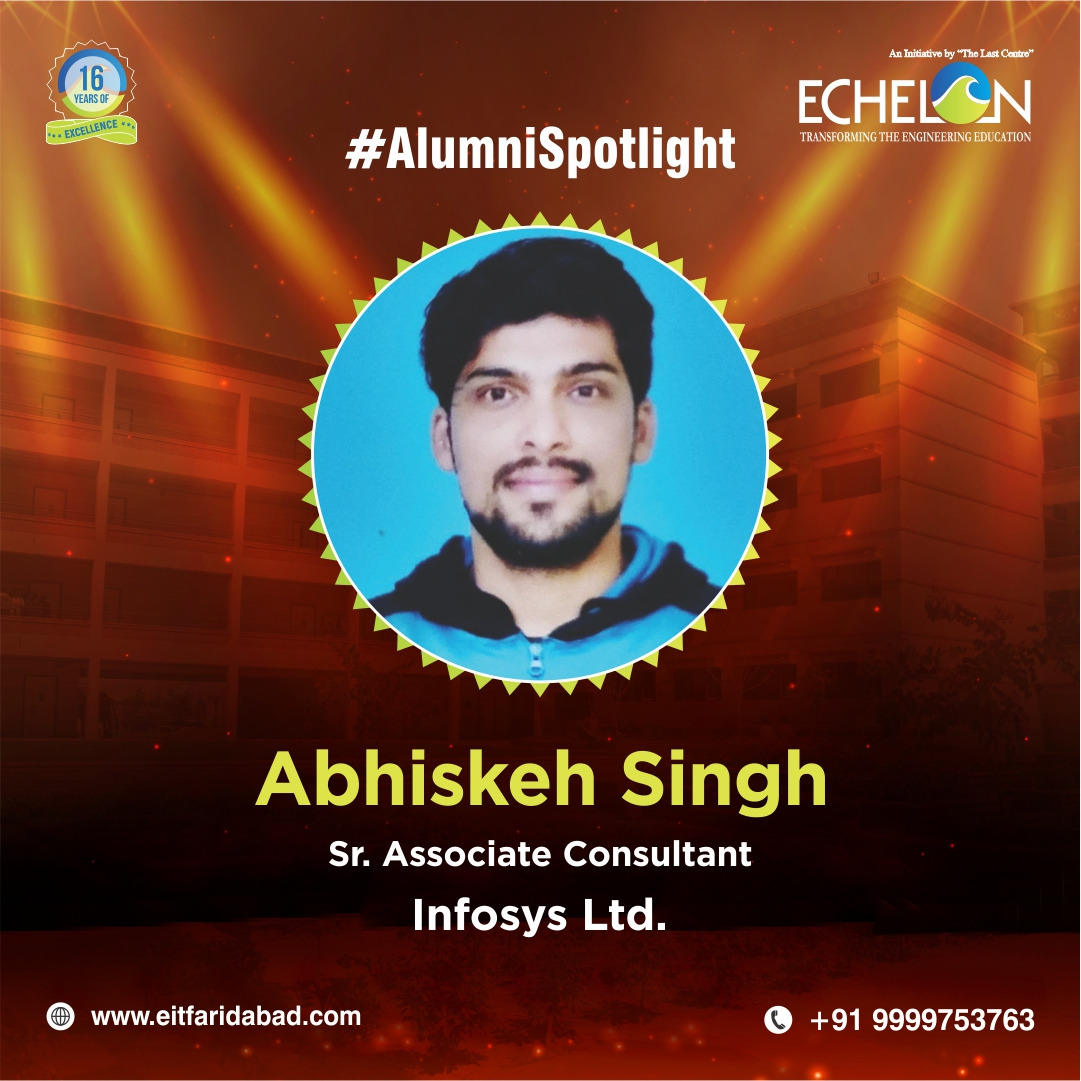 16
YEARS OF
EXCELLENCE
An Initiative by "The Last Centre"
ECHELON
TRANSFORMING THE ENGINEERING EDUCATION
#AlumniSpotlight
Abhiskeh Singh
Sr. Associate Consultant
Infosys Ltd.
www.eitfaridabad.com
+91 9999753763